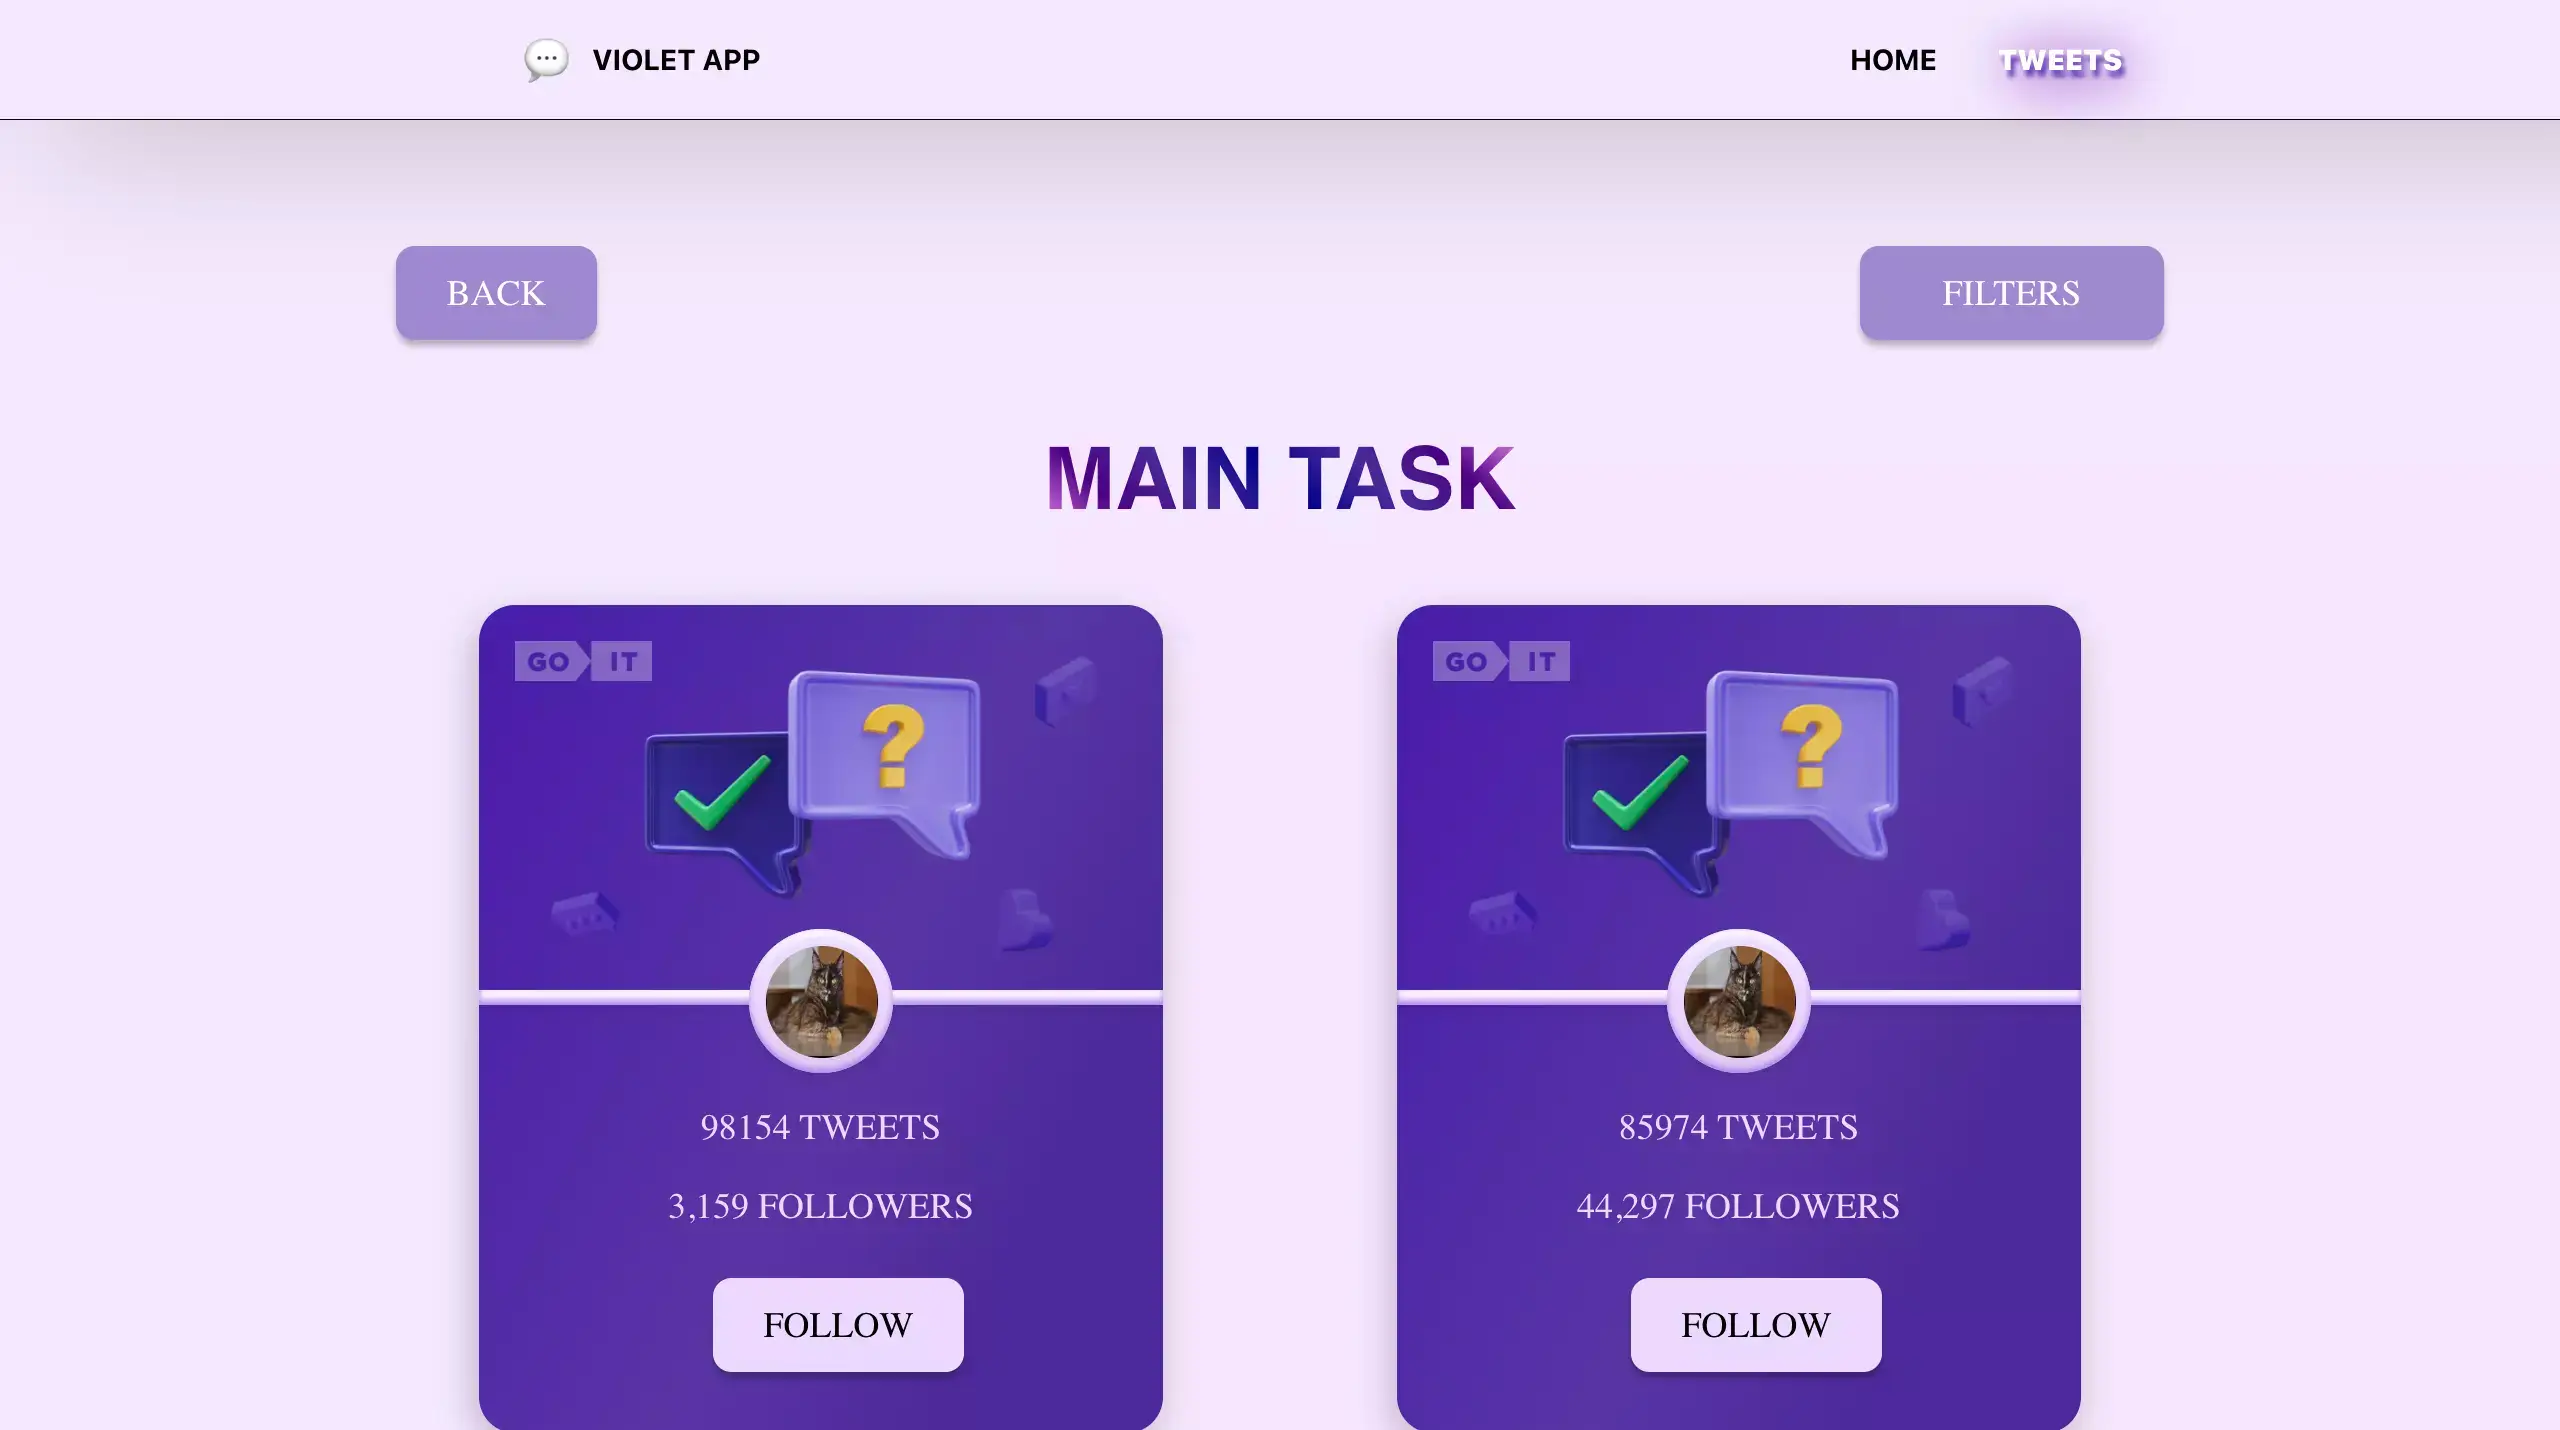 VIOLET APP
HOME
TWEETS
BACK
FILTERS
MAIN TASK
GO IT
GO IT
?
?
98154 TWEETS
3,159 FOLLOWERS
FOLLOW
85974 TWEETS
44,297 FOLLOWERS
FOLLOW